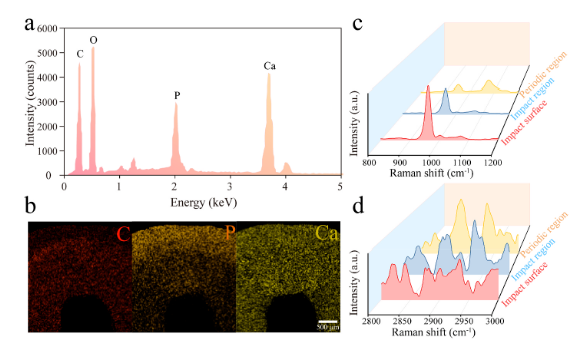 a
6000
5000
4000
3000
2000
1000
0
Intensity (counts)
C
O
P
Ca
0 1 2 3 4 5
Energy (keV)
b
C
P
Ca
500 μm
c
Intensity (a.u.)
800 900 1000 1100 1200
Raman shift (cm-1)
Periodic region
Impact region
Impact surface
d
Intensity (a.u.)
2800 2850 2900 2950 3000
Raman shift (cm-1)
Periodic region
Impact region
Impact surface